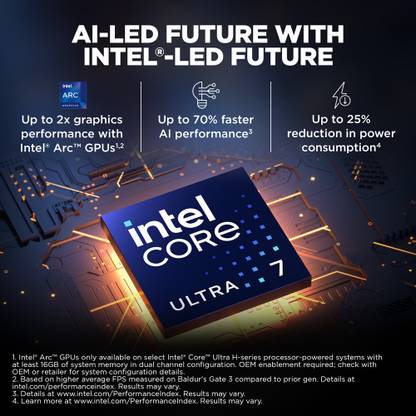 AI-LED FUTURE WITH
INTEL®-LED FUTURE
intel
ARC
GRAPHICS
Up to 2x graphics
performance with
Intel® Arc™ GPUs1,2
Up to 70% faster
AI performance3
Up to 25%
reduction in power
consumption4
intel
CORE
ULTRA 7
1. Intel® Arc™ GPUs only available on select Intel® Core™ Ultra H-series processor-powered systems with
at least 16GB of system memory in dual channel configuration. OEM enablement required; check with
OEM or retailer for system configuration details.
2. Based on higher average FPS measured on Baldur's Gate 3 compared to prior gen. Details at
intel.com/performanceindex. Results may vary.
3. Details at www.intel.com/PerformanceIndex. Results may vary.
4. Learn more at www.intel.com/PerformanceIndex. Results may vary.